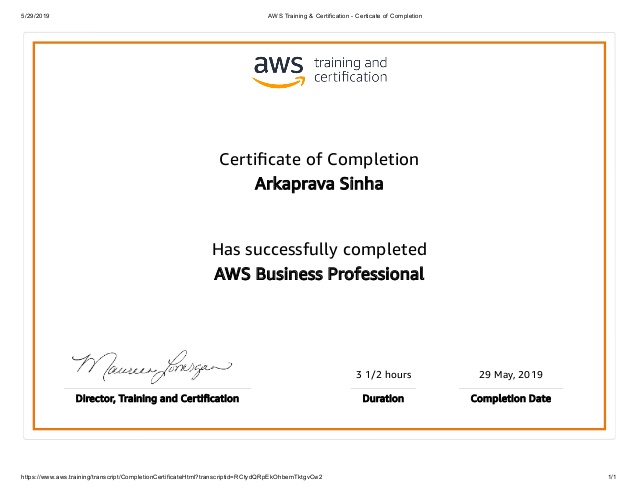 5/29/2019 AWS Training & Certification - Certicate of Completion
aws training and
certification
Certificate of Completion
Arkaprava Sinha
Has successfully completed
AWS Business Professional
Maureen Lonergan
3 1/2 hours 29 May, 2019
Director, Training and Certification Duration Completion Date
https://www.aws.training/transcript/CompletionCertificateHtml?transcriptid=RCtydQRpEkOhbemTktgvOw2 1/1